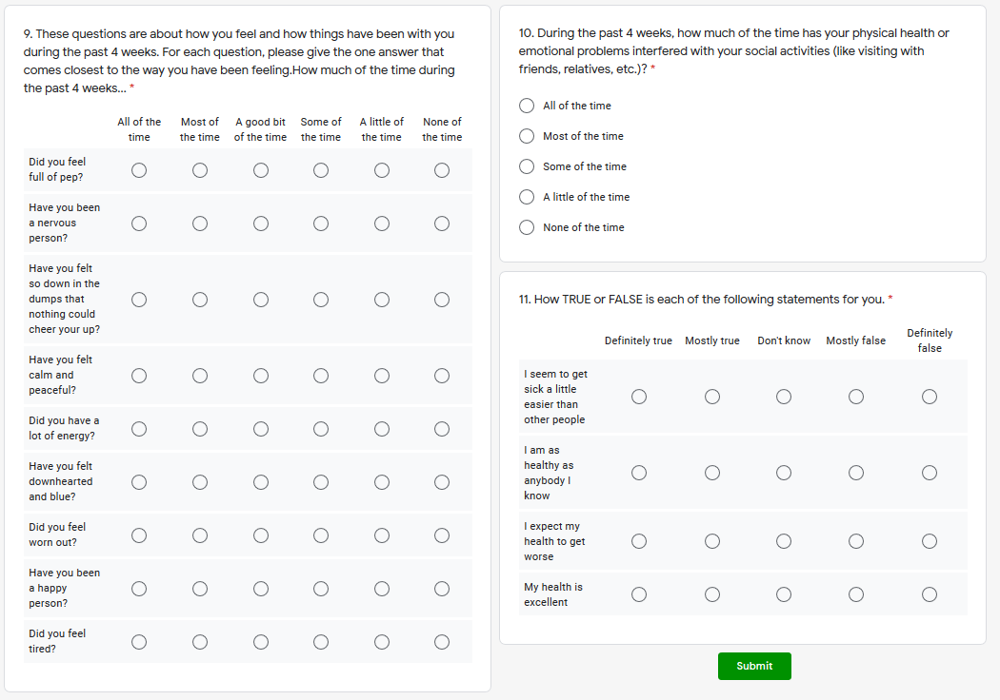 9. These questions are about how you feel and how things have been with you
during the past 4 weeks. For each question, please give the one answer that
comes closest to the way you have been feeling.How much of the time during
the past 4 weeks... *
All of the
time
Most of
the time
A good bit
of the time
Some of
the time
A little of
the time
None of
the time
Did you feel
full of pep?
Have you been
a nervous
person?
Have you felt
so down in the
dumps that
nothing could
cheer your up?
Have you felt
calm and
peaceful?
Did you have a
lot of energy?
Have you felt
downhearted
and blue?
Did you feel
worn out?
Have you been
a happy
person?
Did you feel
tired?
10. During the past 4 weeks, how much of the time has your physical health or
emotional problems interfered with your social activities (like visiting with
friends, relatives, etc.)? *
All of the time
Most of the time
Some of the time
A little of the time
None of the time
11. How TRUE or FALSE is each of the following statements for you. *
Definitely true
Mostly true
Don't know
Mostly false
Definitely
false
I seem to get
sick a little
easier than
other people
I am as
healthy as
anybody I
know
I expect my
health to get
worse
My health is
excellent
Submit